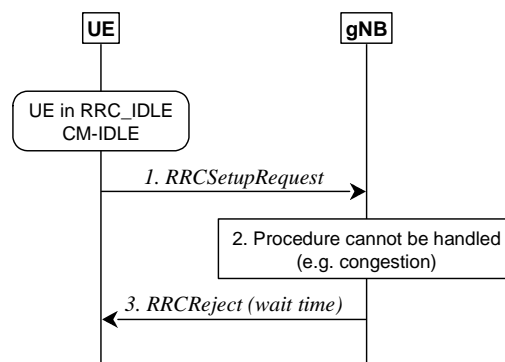 UE
gNB
UE in RRC_IDLE
CM-IDLE
1. RRCSetupRequest
2. Procedure cannot be handled
(e.g. congestion)
3. RRCReject (wait time)